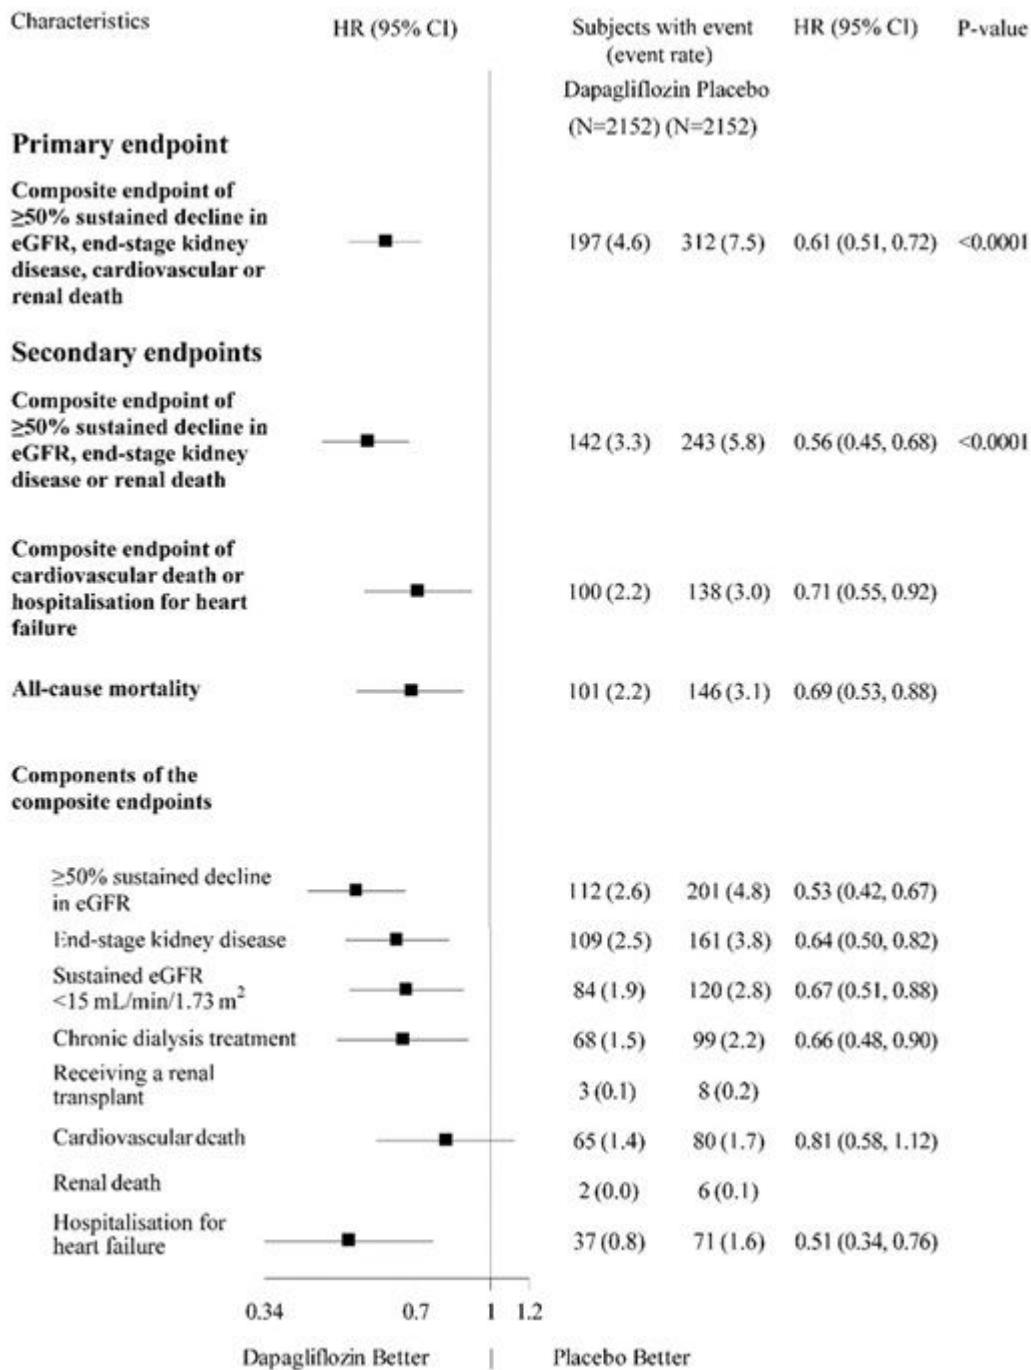 Characteristics HR (95% CI) Subjects with event HR (95% CI) P-value
(event rate)
Dapagliflozin Placebo
(N=2152) (N=2152)
Primary endpoint
Composite endpoint of
≥50% sustained decline in
eGFR, end-stage kidney 197 (4.6) 312 (7.5) 0.61 (0.51, 0.72) <0.0001
disease, cardiovascular or
renal death
Secondary endpoints
Composite endpoint of
≥50% sustained decline in
eGFR, end-stage kidney 142 (3.3) 243 (5.8) 0.56 (0.45, 0.68) <0.0001
disease or renal death
Composite endpoint of
cardiovascular death or
hospitalisation for heart 100 (2.2) 138 (3.0) 0.71 (0.55, 0.92)
failure
All-cause mortality 101 (2.2) 146 (3.1) 0.69 (0.53, 0.88)
Components of the
composite endpoints
≥50% sustained decline
in eGFR 112 (2.6) 201 (4.8) 0.53 (0.42, 0.67)
End-stage kidney disease 109 (2.5) 161 (3.8) 0.64 (0.50, 0.82)
Sustained eGFR
<15 mL/min/1.73 m² 84 (1.9) 120 (2.8) 0.67 (0.51, 0.88)
Chronic dialysis treatment 68 (1.5) 99 (2.2) 0.66 (0.48, 0.90)
Receiving a renal
transplant 3 (0.1) 8 (0.2)
Cardiovascular death 65 (1.4) 80 (1.7) 0.81 (0.58, 1.12)
Renal death 2 (0.0) 6 (0.1)
Hospitalisation for
heart failure 37 (0.8) 71 (1.6) 0.51 (0.34, 0.76)
0.34 0.7 1 1.2
Dapagliflozin Better | Placebo Better